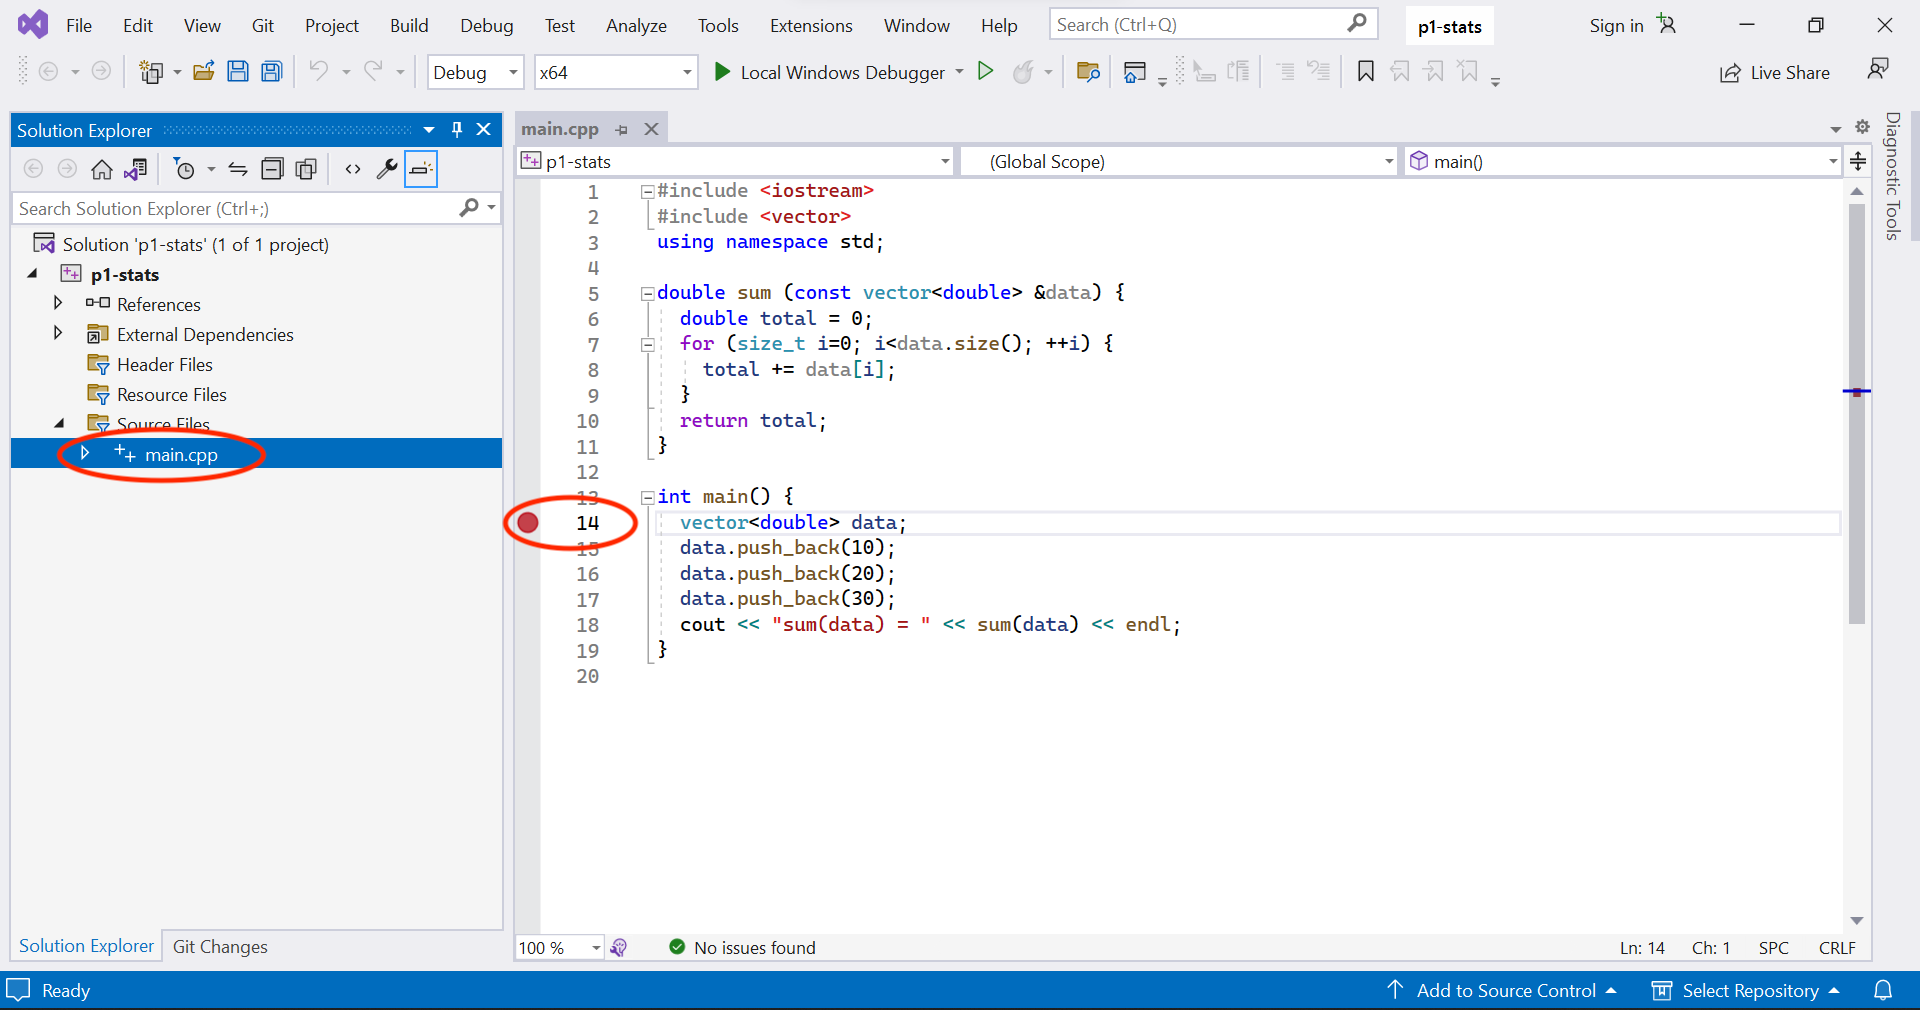 File Edit View Git Project Build Debug Test Analyze Tools Extensions Window Help Search (Ctrl+Q) p1-stats Sign in
Debug x64 Local Windows Debugger Live Share
Solution Explorer
Search Solution Explorer (Ctrl+;)
Solution 'p1-stats' (1 of 1 project)
p1-stats
References
External Dependencies
Header Files
Resource Files
Source Files
main.cpp
Solution Explorer Git Changes
main.cpp
p1-stats (Global Scope) main()
1 #include <iostream>
2 #include <vector>
3 using namespace std;
4
5 double sum (const vector<double> &data) {
6 double total = 0;
7 for (size_t i=0; i<data.size(); ++i) {
8 total += data[i];
9 }
10 return total;
11 }
12
13 int main() {
14 vector<double> data;
15 data.push_back(10);
16 data.push_back(20);
17 data.push_back(30);
18 cout << "sum(data) = " << sum(data) << endl;
19 }
20
100 % No issues found Ln: 14 Ch: 1 SPC CRLF
Diagnostic Tools
Ready Add to Source Control Select Repository